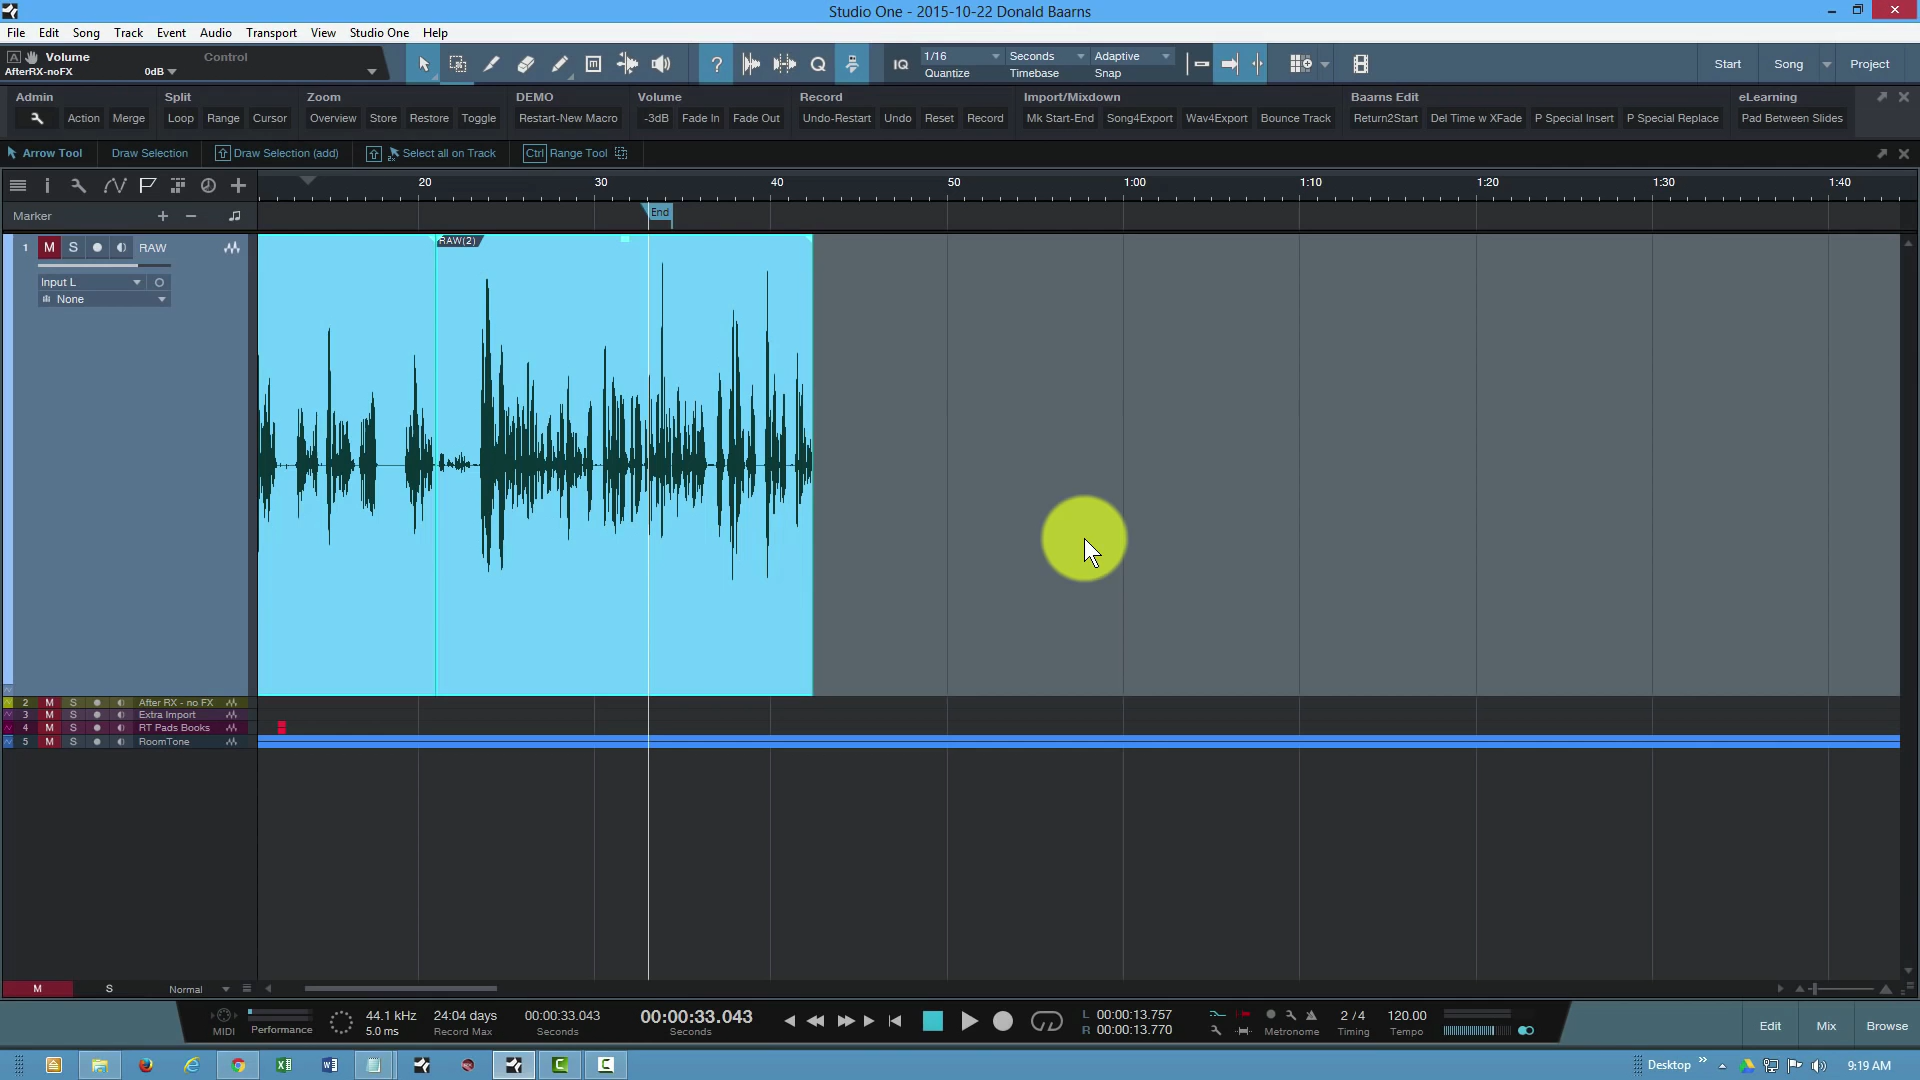 Studio One - 2015-10-22 Donald Baarns
File Edit Song Track Event Audio Transport View Studio One Help
Volume Control
AfterRX-noFX 0dB
? Q IQ 1/16 Seconds Adaptive
Quantize Timebase Snap
Start Song Project
Admin Split Zoom DEMO Volume Record Import/Mixdown Baarns Edit eLearning
Action Merge Loop Range Cursor Overview Store Restore Toggle Restart-New Macro -3dB Fade In Fade Out Undo-Restart Undo Reset Record Mk Start-End Song4Export Wav4Export Bounce Track Return2Start Del Time w XFade P Special Insert P Special Replace Pad Between Slides
Arrow Tool Draw Selection Draw Selection (add) Select all on Track Ctrl Range Tool
20 30 40 50 1:00 1:10 1:20 1:30 1:40
Marker
End
1 M S RAW
RAW(2)
Input L
None
2 M S After RX - no FX
3 M S Extra Import
4 M S RT Pads Books
5 M S RoomTone
M S Normal
MIDI Performance
44.1 kHz
5.0 ms
24:04 days
Record Max
00:00:33.043
Seconds
00:00:33.043
Seconds
L 00:00:13.757
R 00:00:13.770
Metronome
2 / 4
Timing
120.00
Tempo
Edit Mix Browse
Desktop
9:19 AM